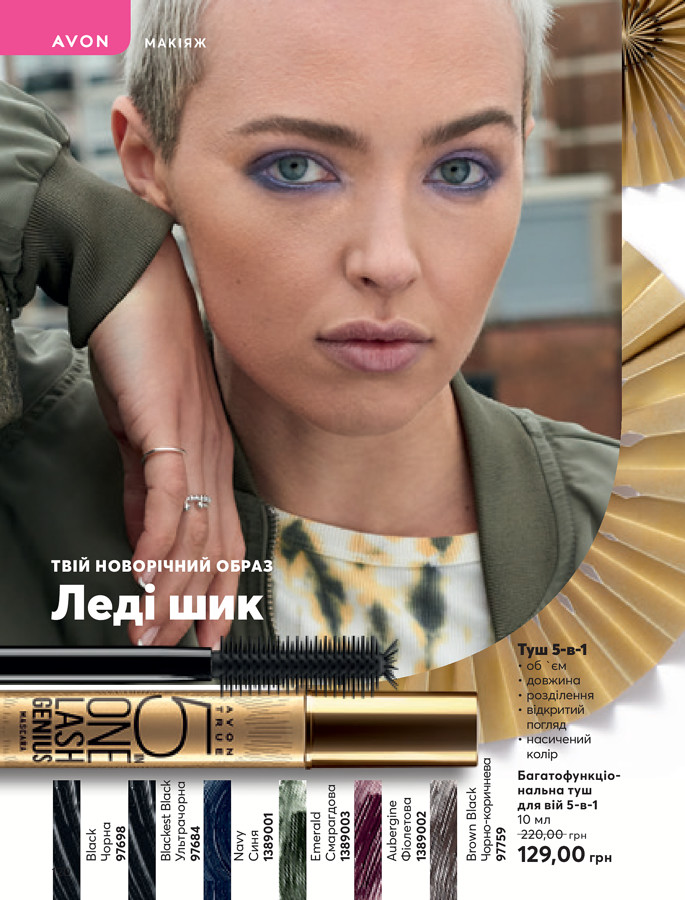 AVON
МАКІЯЖ
ТВІЙ НОВОРІЧНИЙ ОБРАЗ
Леді шик
5 IN
ONE
LASH
GENIUS
MASCARA
AVON
TRUE
Туш 5-в-1
• об `єм
• довжина
• розділення
• відкритий
погляд
• насичений
колір
Багатофункціо-
нальна туш
для вій 5-в-1
10 мл
220,00 грн
129,00 грн
Black
Чорна
97698
Blackest Black
Ультрачорна
97684
Navy
Синя
1389001
Emerald
Смарагдова
1389003
Aubergine
Фіолетова
1389002
Brown Black
Чорно-коричнева
97759